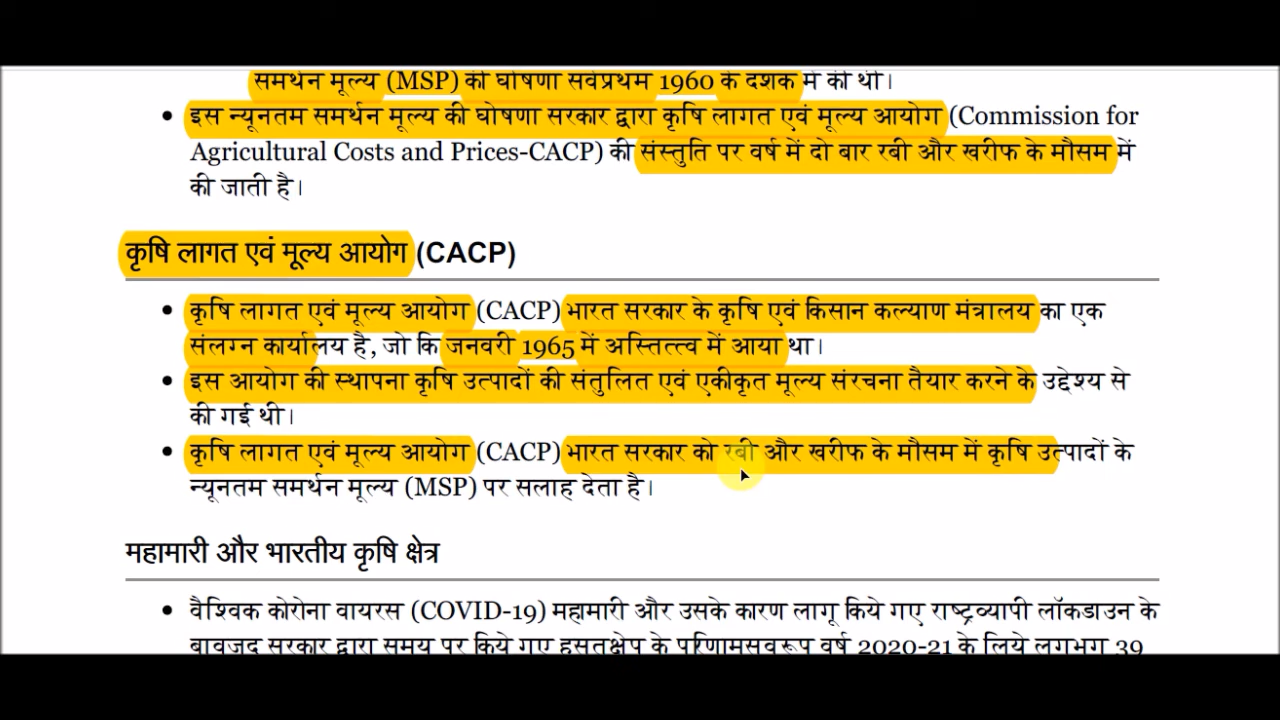 समर्थन मूल्य (MSP) की घोषणा सर्वप्रथम 1960 के दशक में की थी।
• इस न्यूनतम समर्थन मूल्य की घोषणा सरकार द्वारा कृषि लागत एवं मूल्य आयोग (Commission for
Agricultural Costs and Prices-CACP) की संस्तुति पर वर्ष में दो बार रबी और खरीफ के मौसम में
की जाती है।
कृषि लागत एवं मूल्य आयोग (CACP)
• कृषि लागत एवं मूल्य आयोग (CACP) भारत सरकार के कृषि एवं किसान कल्याण मंत्रालय का एक
संलग्न कार्यालय है, जो कि जनवरी 1965 में अस्तित्त्व में आया था।
• इस आयोग की स्थापना कृषि उत्पादों की संतुलित एवं एकीकृत मूल्य संरचना तैयार करने के उद्देश्य से
की गई थी।
• कृषि लागत एवं मूल्य आयोग (CACP) भारत सरकार को रबी और खरीफ के मौसम में कृषि उत्पादों के
न्यूनतम समर्थन मूल्य (MSP) पर सलाह देता है।
महामारी और भारतीय कृषि क्षेत्र
• वैश्विक कोरोना वायरस (COVID-19) महामारी और उसके कारण लागू किये गए राष्ट्रव्यापी लॉकडाउन के
बावजूद सरकार द्वारा समय पर किये गए हस्तक्षेप के परिणामस्वरूप वर्ष 2020-21 के लिये लगभग 39